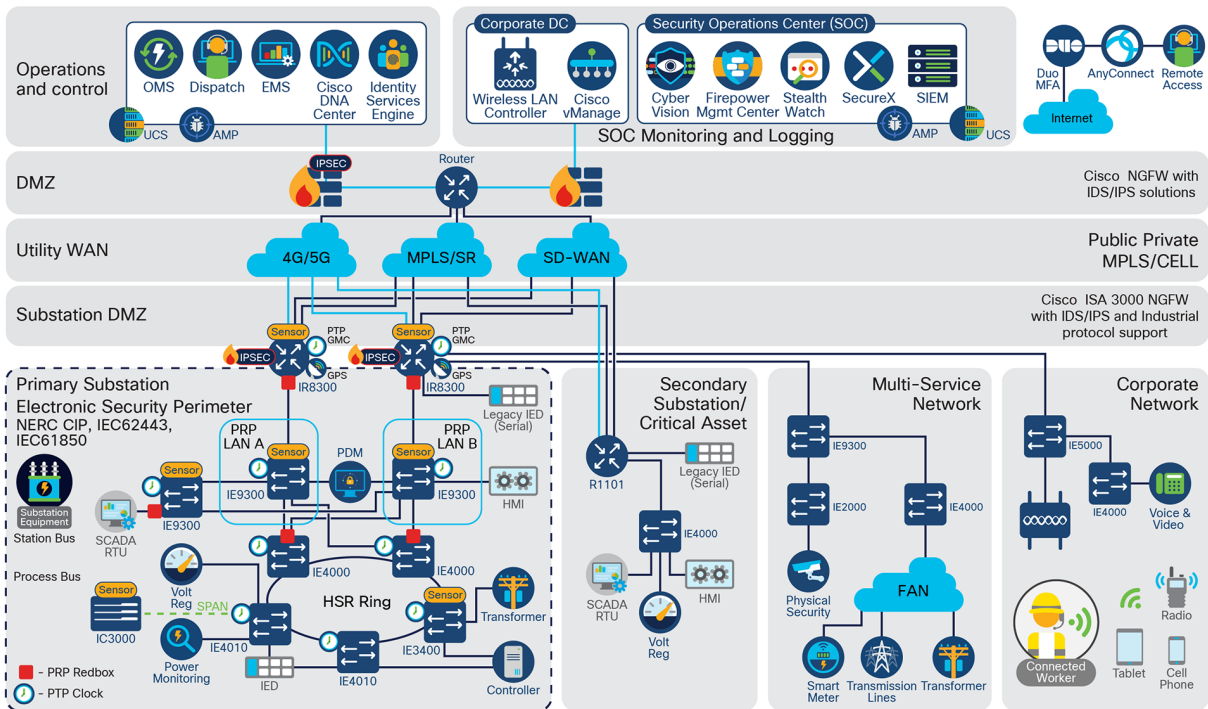 Operations
and control
OMS
Dispatch
EMS
Cisco
DNA
Center
Identity
Services
Engine
UCS
AMP
Corporate DC
Wireless LAN
Controller
Cisco
vManage
Security Operations Center (SOC)
Cyber
Vision
Firepower
Mgmt Center
Stealth
Watch
SecureX
SIEM
SOC Monitoring and Logging
AMP
UCS
DUO
Duo
MFA
AnyConnect
Remote
Access
Internet
DMZ
IPSEC
Router
Cisco NGFW with
IDS/IPS solutions
Utility WAN
4G/5G
MPLS/SR
SD-WAN
Public Private
MPLS/CELL
Substation DMZ
Cisco ISA 3000 NGFW
with IDS/IPS and Industrial
protocol support
Sensor
PTP
GMC
IPSEC
GPS
IR8300
Sensor
PTP
GMC
IPSEC
GPS
IR8300
Primary Substation
Electronic Security Perimeter
NERC CIP, IEC62443,
IEC61850
PRP
LAN A
PRP
LAN B
Legacy IED
(Serial)
Sensor
IE9300
Sensor
IE9300
PDM
Sensor
IE9300
HMI
Substation
Equipment
Station Bus
SCADA
RTU
Process Bus
Volt
Reg
IE4000
IE4000
HSR Ring
Sensor
IC3000
SPAN
IE4010
Power
Monitoring
IED
IE4010
Sensor
IE3400
Transformer
Controller
- PRP Redbox
- PTP Clock
Secondary
Substation/
Critical Asset
R1101
Legacy IED
(Serial)
IE4000
SCADA
RTU
HMI
Volt
Reg
Multi-Service
Network
IE9300
IE2000
IE4000
Physical
Security
FAN
Smart
Meter
Transmission
Lines
Transformer
Corporate
Network
IE5000
IE4000
Voice &
Video
Connected
Worker
Radio
Tablet
Cell
Phone